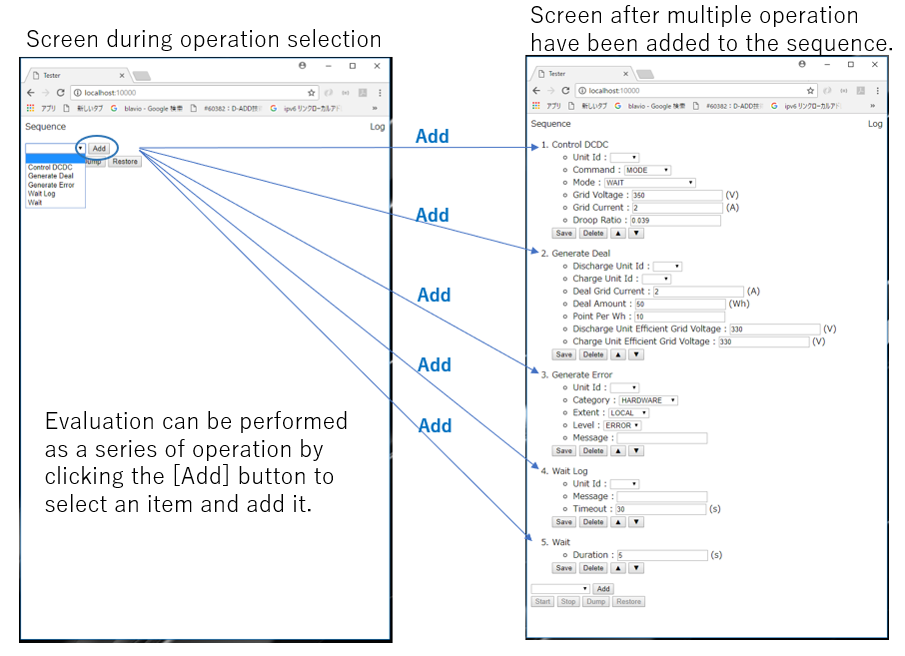 Screen during operation selection
Screen after multiple operation
have been added to the sequence.
Tester
localhost:10000
アプリ 新しいタブ blavio - Google 検索 #60382 : D-ADD技
ipv6 リンクローカルアド
»
Sequence
Log
Add
Control DCDC
Generate Deal
Generate Error
Wait Log
Wait
ump
Restore
Evaluation can be performed
as a series of operation by
clicking the [Add] button to
select an item and add it.
Add
Add
Add
Add
Add
Tester
localhost:10000
アプリ 新しいタブ blavio - Google 検索 #60382 : D-ADD技
ipv6 リンクローカルアド
»
Sequence
Log
1. Control DCDC
Unit Id :
Command : MODE
Mode : WAIT
Grid Voltage : 350 (V)
Grid Current : 2 (A)
Droop Ratio : 0.039
Save Delete ▲ ▼
2. Generate Deal
Discharge Unit Id :
Charge Unit Id :
Deal Grid Current : 2 (A)
Deal Amount : 50 (Wh)
Point Per Wh : 10
Discharge Unit Efficient Grid Voltage : 330 (V)
Charge Unit Efficient Grid Voltage : 330 (V)
Save Delete ▲ ▼
3. Generate Error
Unit Id :
Category : HARDWARE
Extent : LOCAL
Level : ERROR
Message :
Save Delete ▲ ▼
4. Wait Log
Unit Id :
Message :
Timeout : 30 (s)
Save Delete ▲ ▼
5. Wait
Duration : 5 (s)
Save Delete ▲ ▼
Add
Start Stop Dump Restore